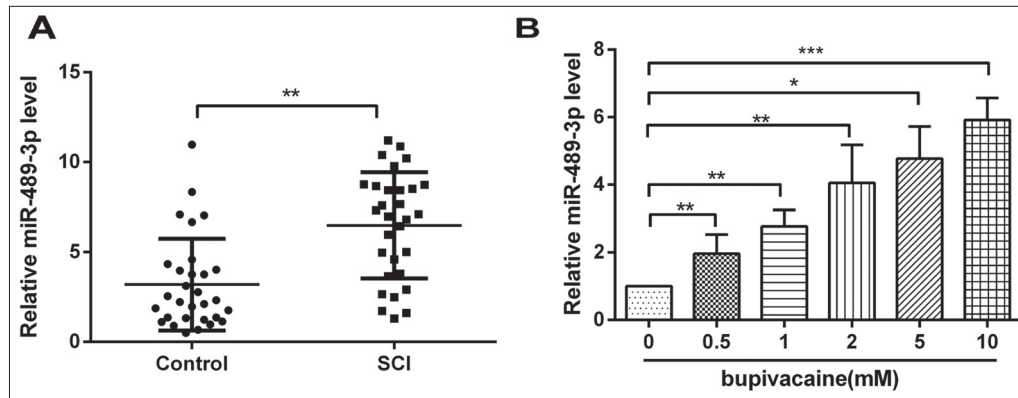 A
Relative miR-489-3p level
15
10
5
0
**
Control
SCI
B
Relative miR-489-3p level
8
6
4
2
0
***
*
**
**
**
0 0.5 1 2 5 10
bupivacaine(mM)